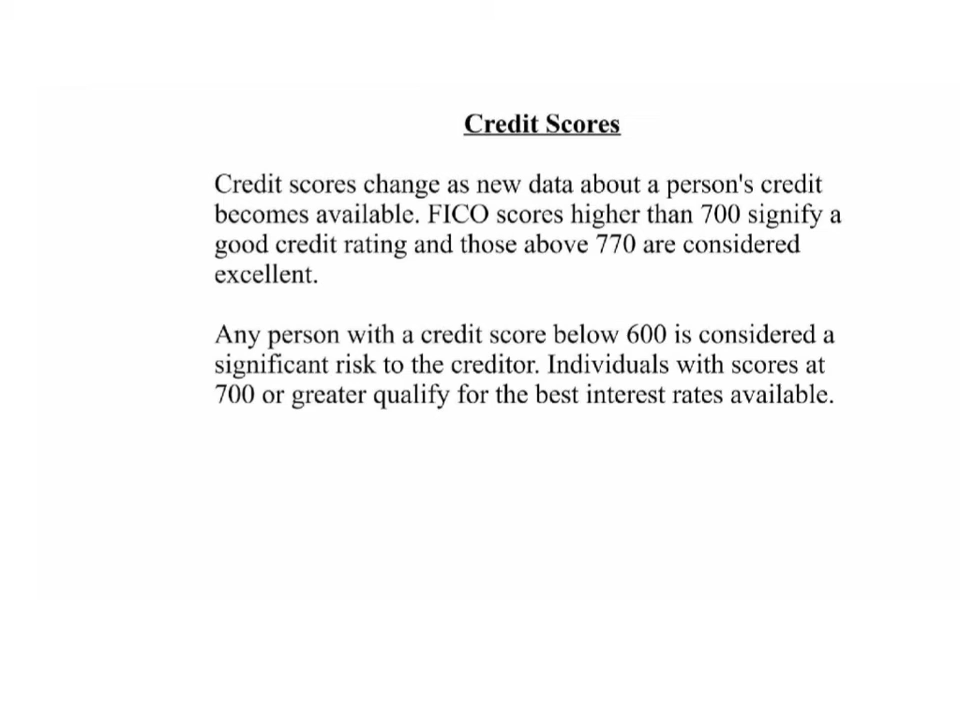 Credit Scores
Credit scores change as new data about a person's credit
becomes available. FICO scores higher than 700 signify a
good credit rating and those above 770 are considered
excellent.
Any person with a credit score below 600 is considered a
significant risk to the creditor. Individuals with scores at
700 or greater qualify for the best interest rates available.